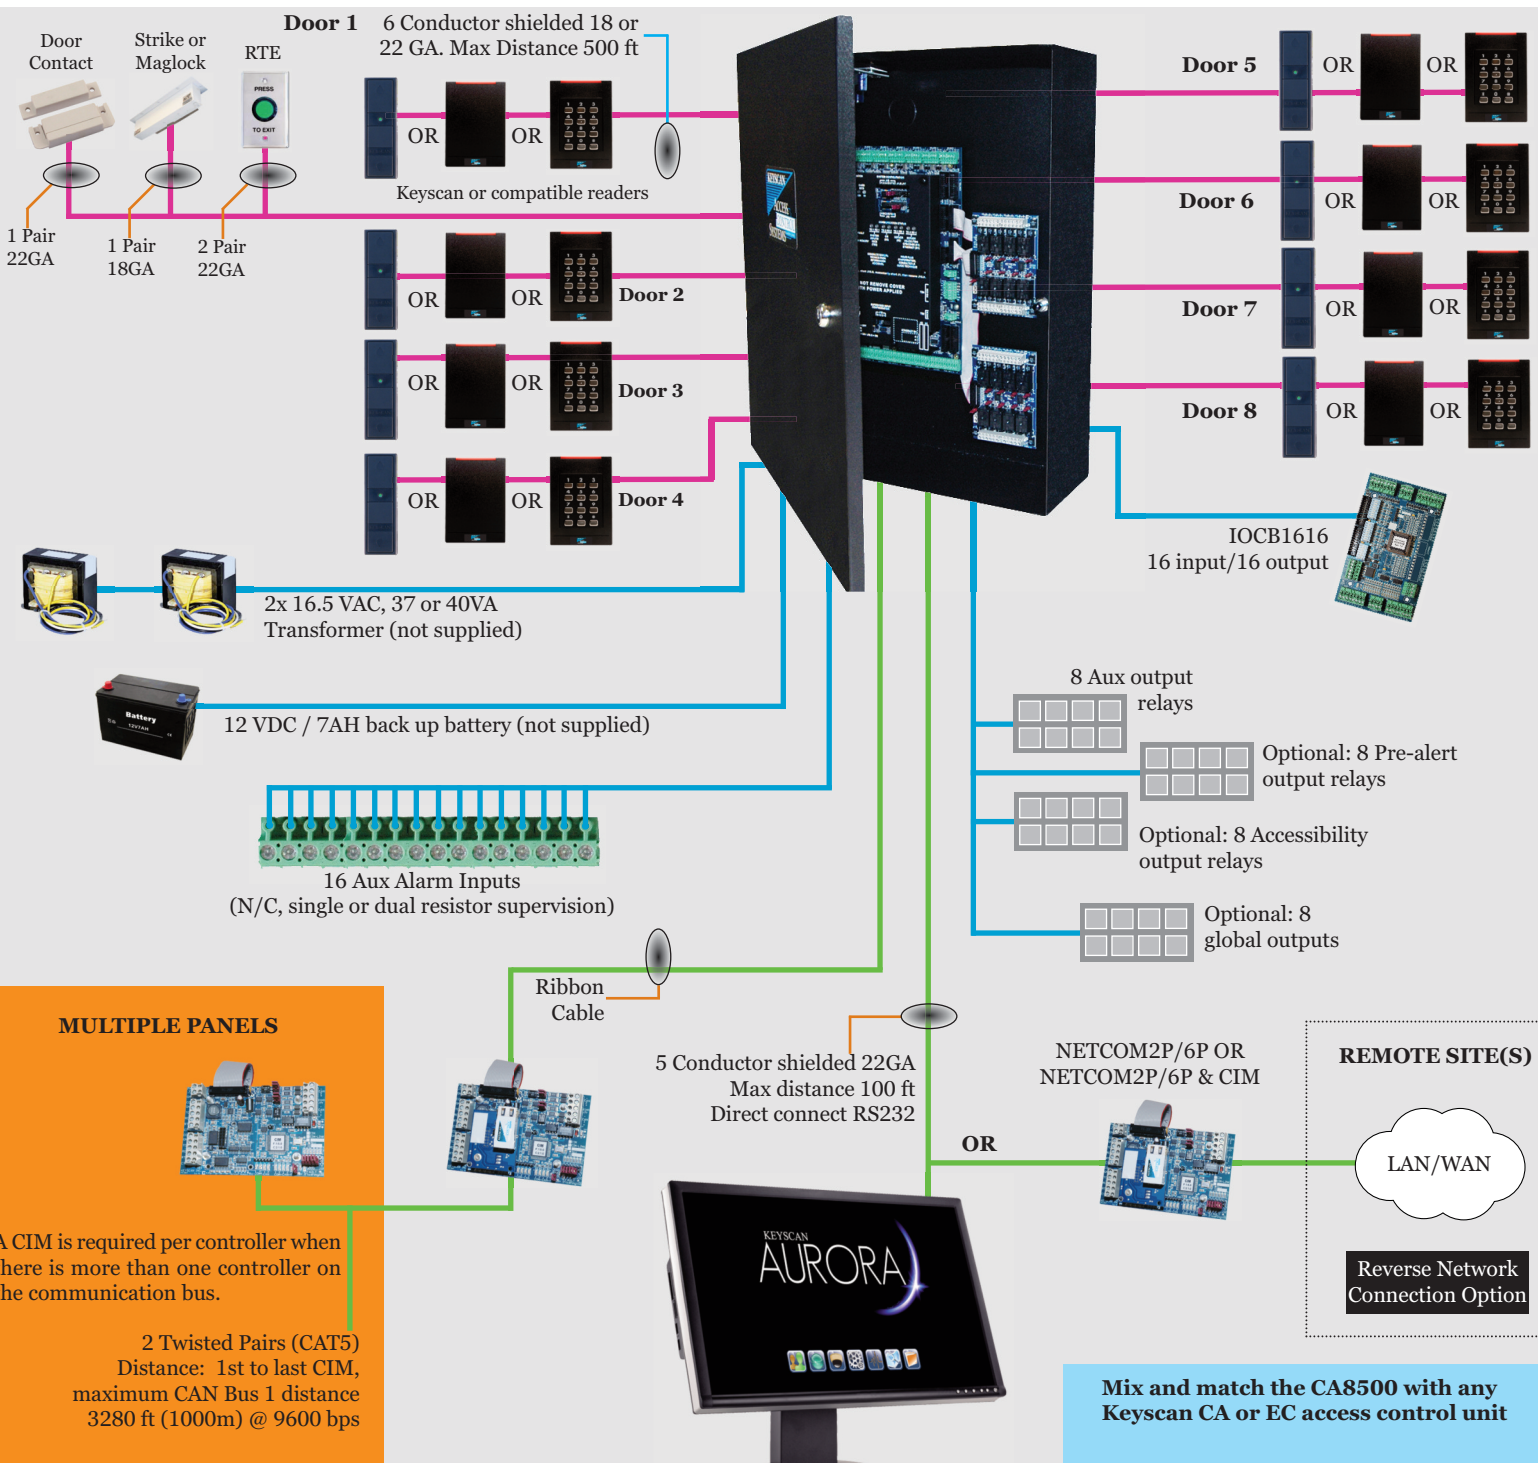 Door 1
6 Conductor shielded 18 or
22 GA. Max Distance 500 ft
Door
Contact
Strike or
Maglock
RTE
PRESS
TO EXIT
OR
OR
Keyscan or compatible readers
1 Pair
22GA
1 Pair
18GA
2 Pair
22GA
OR
OR
Door 2
OR
OR
Door 3
OR
OR
Door 4
KEYSCAN
ACCESS
SYSTEMS
Door 5
OR
OR
Door 6
OR
OR
Door 7
OR
OR
Door 8
OR
OR
IOCB1616
16 input/16 output
2x 16.5 VAC, 37 or 40VA
Transformer (not supplied)
Battery
12V7AH
12 VDC / 7AH back up battery (not supplied)
16 Aux Alarm Inputs
(N/C, single or dual resistor supervision)
8 Aux output
relays
Optional: 8 Pre-alert
output relays
Optional: 8 Accessibility
output relays
Optional: 8
global outputs
Ribbon
Cable
5 Conductor shielded 22GA
Max distance 100 ft
Direct connect RS232
OR
NETCOM2P/6P OR
NETCOM2P/6P & CIM
REMOTE SITE(S)
LAN/WAN
Reverse Network
Connection Option
MULTIPLE PANELS
A CIM is required per controller when
here is more than one controller on
he communication bus.
2 Twisted Pairs (CAT5)
Distance: 1st to last CIM,
maximum CAN Bus 1 distance
3280 ft (1000m) @ 9600 bps
KEYSCAN
AURORA
Mix and match the CA8500 with any
Keyscan CA or EC access control unit